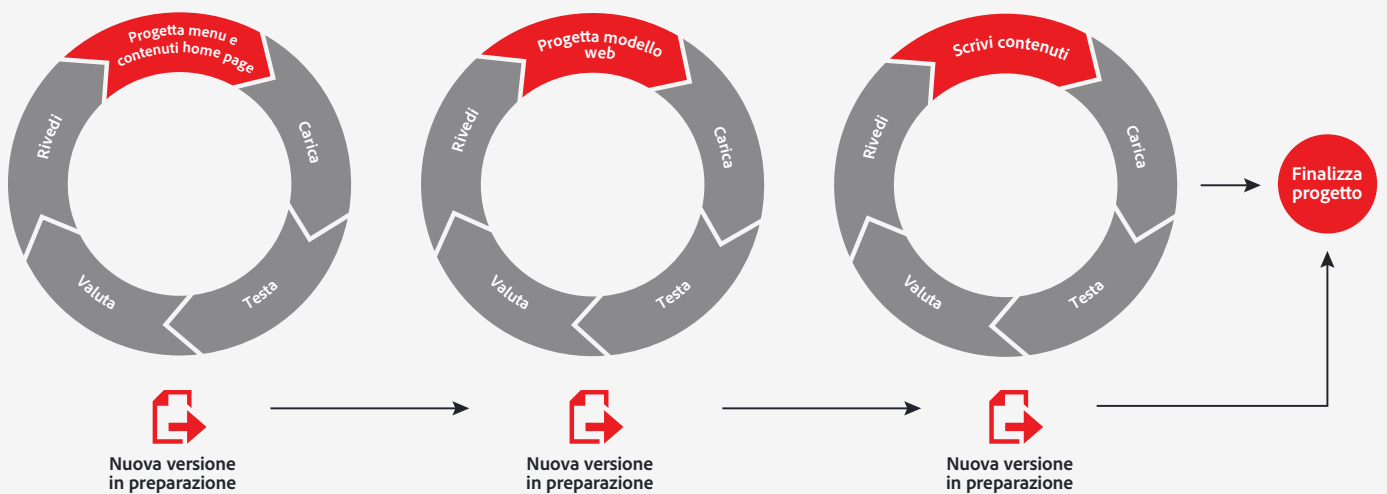 Progetta menu e
contenuti home page
Carica
Testa
Valuta
Rivedi
Progetta modello
web
Carica
Testa
Valuta
Rivedi
Scrivi contenuti
Carica
Testa
Valuta
Rivedi
Finalizza
progetto
Nuova versione
in preparazione
Nuova versione
in preparazione
Nuova versione
in preparazione